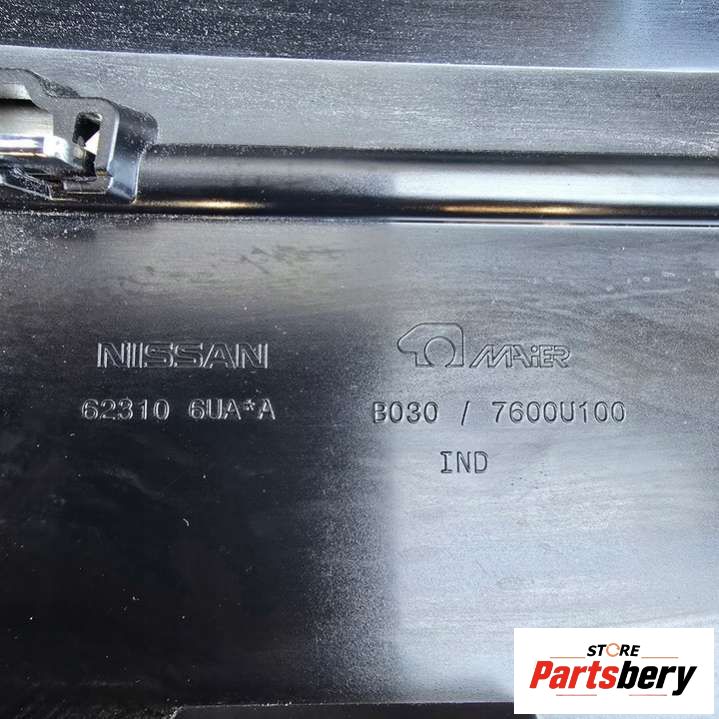 NISSAN
62310 6UA*A
MAIER
B030 / 7600U100
IND
STORE
Partsbery